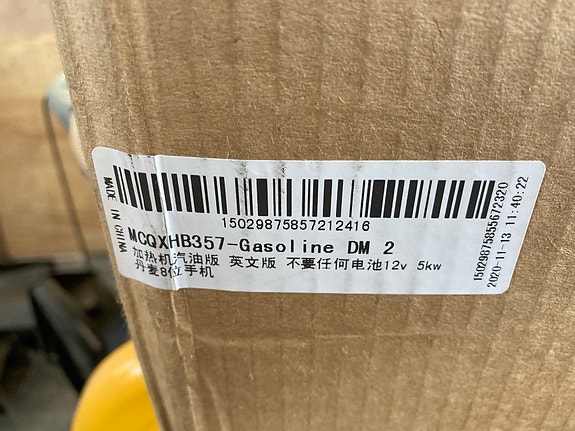 MADE IN CHINA
15029875857212416
MCQXHB357-Gasoline DM 2
加热机汽油版 英文版 不要任何电池12v 5kw
丹麦8位手机
15029875855672320
2020-11-13 11:40:22